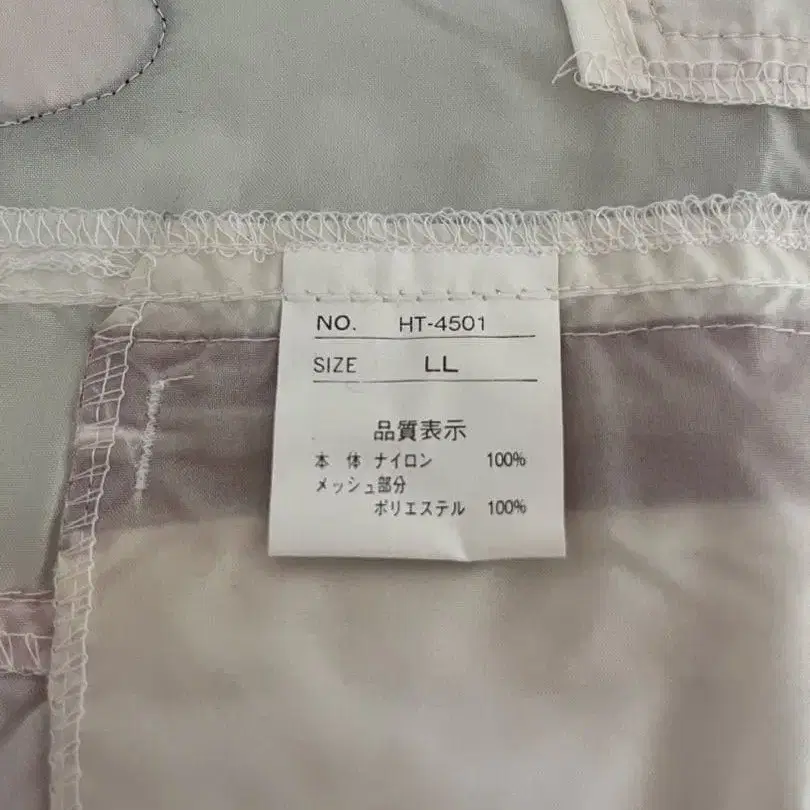 NO. HT-4501
SIZE LL
品質表示
本 体 ナイロン 100%
メッシュ部分
ポリエステル 100%